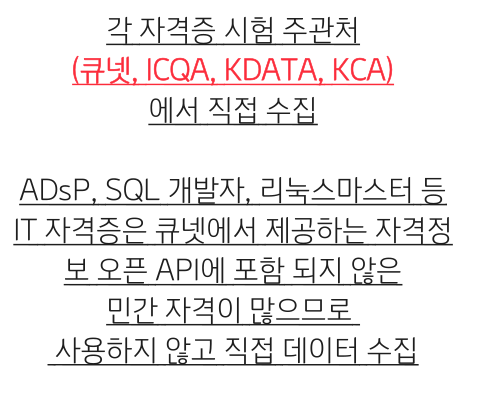 각 자격증 시험 주관처
(큐넷, ICQA, KDATA, KCA)
에서 직접 수집
ADsP, SQL 개발자, 리눅스마스터 등
IT 자격증은 큐넷에서 제공하는 자격정
보 오픈 API에 포함 되지 않은
민간 자격이 많으므로
사용하지 않고 직접 데이터 수집